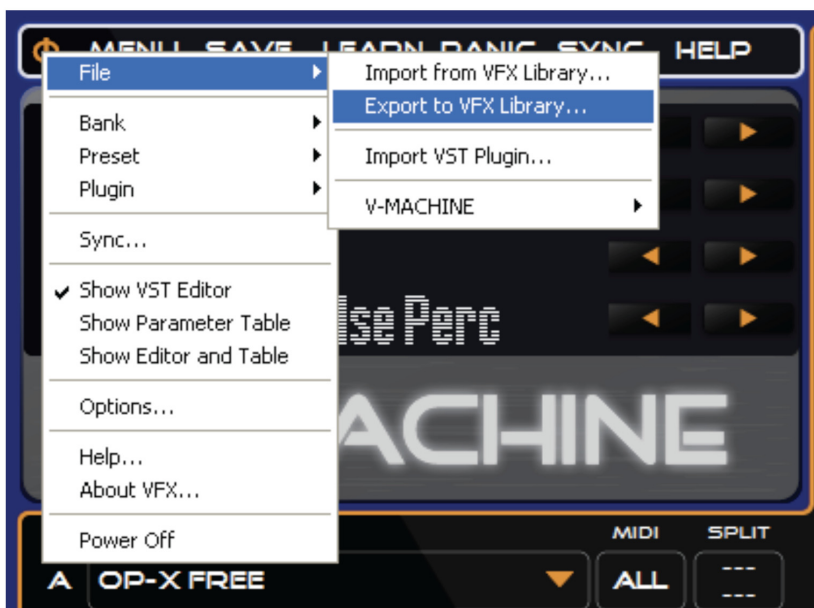 MENU SAVE LEARN PANIC SYNC HELP
File
Bank
Preset
Plugin
Sync...
Show VST Editor
Show Parameter Table
Show Editor and Table
Options...
Help...
About VFX...
Power Off
Import from VFX Library...
Export to VFX Library...
Import VST Plugin...
V-MACHINE
lse Perc
ACHINE
MIDI SPLIT
A OP-X FREE ALL ---
---